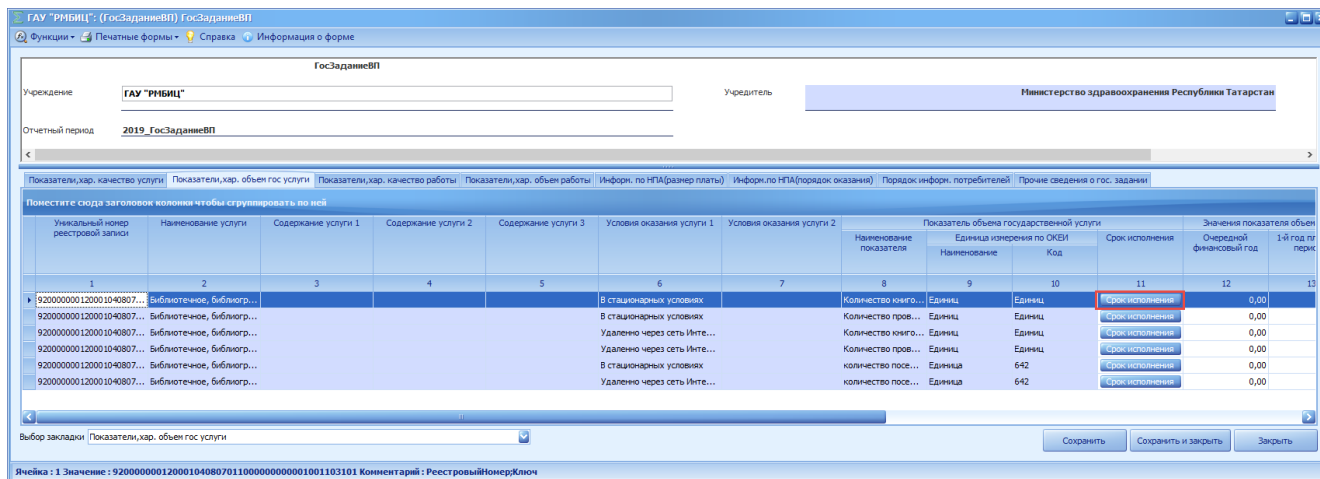 ГАУ "РМБИЦ": (ГосЗаданиеВП) ГосЗаданиеВП
Функции Печатные формы Справка Информация о форме
ГосЗаданиеВП
Учреждение ГАУ "РМБИЦ" Учредитель Министерство здравоохранения Республики Татарстан
Отчетный период 2019_ГосЗаданиеВП
Показатели,хар. качество услуги Показатели,хар. объем гос услуги Показатели,хар. качество работы Показатели,хар. объем работы Информ. по НПА(размер платы) Информ.по НПА(порядок оказания) Порядок информ. потребителей Прочие сведения о гос. задании
Поместите сюда заголовок колонки чтобы сгруппировать по ней
Уникальный номер Наименование услуги Содержание услуги 1 Содержание услуги 2 Содержание услуги 3 Условия оказания услуги 1 Условия оказания услуги 2 Показатель объема государственной услуги Значения показателя объем
реестровой записи Наименование Единица измерения по ОКЕИ Срок исполнения Очередной 1-й год пл
показателя Наименование Код финансовый год перис
1 2 3 4 5 6 7 8 9 10 11 12 13
920000000120001040807... Библиотечное, библиогр... В стационарных условиях Количество книго... Единиц Единиц Срок исполнения 0,00
920000000120001040807... Библиотечное, библиогр... В стационарных условиях Количество пров... Единиц Единиц Срок исполнения 0,00
920000000120001040807... Библиотечное, библиогр... Удаленно через сеть Инте... Количество книго... Единиц Единиц Срок исполнения 0,00
920000000120001040807... Библиотечное, библиогр... Удаленно через сеть Инте... Количество пров... Единиц Единиц Срок исполнения 0,00
920000000120001040807... Библиотечное, библиогр... В стационарных условиях количество посе... Единица 642 Срок исполнения 0,00
920000000120001040807... Библиотечное, библиогр... Удаленно через сеть Инте... количество посе... Единица 642 Срок исполнения 0,00
Выбор закладки Показатели,хар. объем гос услуги Сохранить Сохранить и закрыть Закрыть
Ячейка : 1 Значение : 92000000012000104080701100000000001001103101 Комментарий : РеестровыйНомер;Ключ